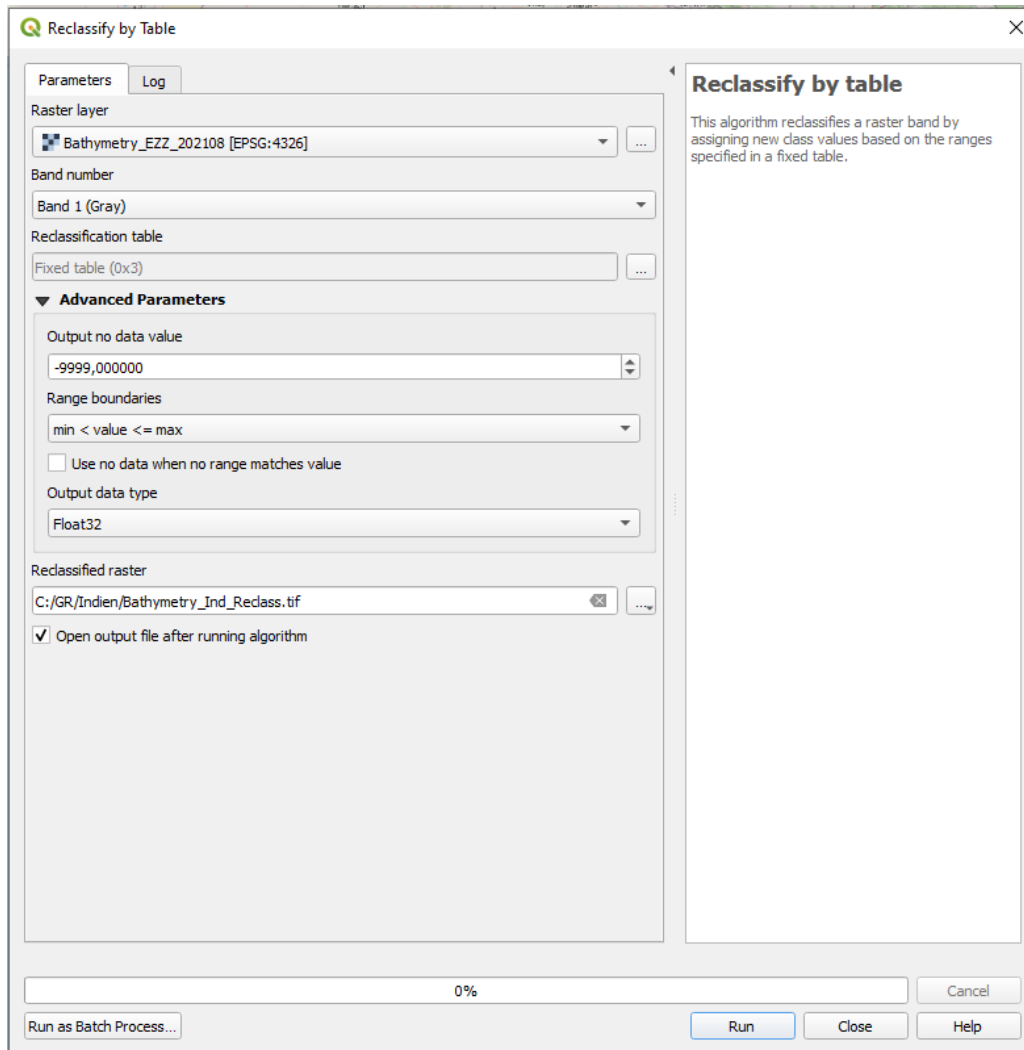 Reclassify by Table
Parameters
Log
Raster layer
Bathymetry_EZZ_202108 [EPSG:4326]
...
Band number
Band 1 (Gray)
Reclassification table
Fixed table (0x3)
...
Advanced Parameters
Output no data value
-9999,000000
Range boundaries
min < value <= max
Use no data when no range matches value
Output data type
Float32
Reclassified raster
C:/GR/Indien/Bathymetry_Ind_Reclass.tif
...
Open output file after running algorithm
Reclassify by table
This algorithm reclassifies a raster band by
assigning new class values based on the ranges
specified in a fixed table.
0%
Cancel
Run as Batch Process...
Run
Close
Help